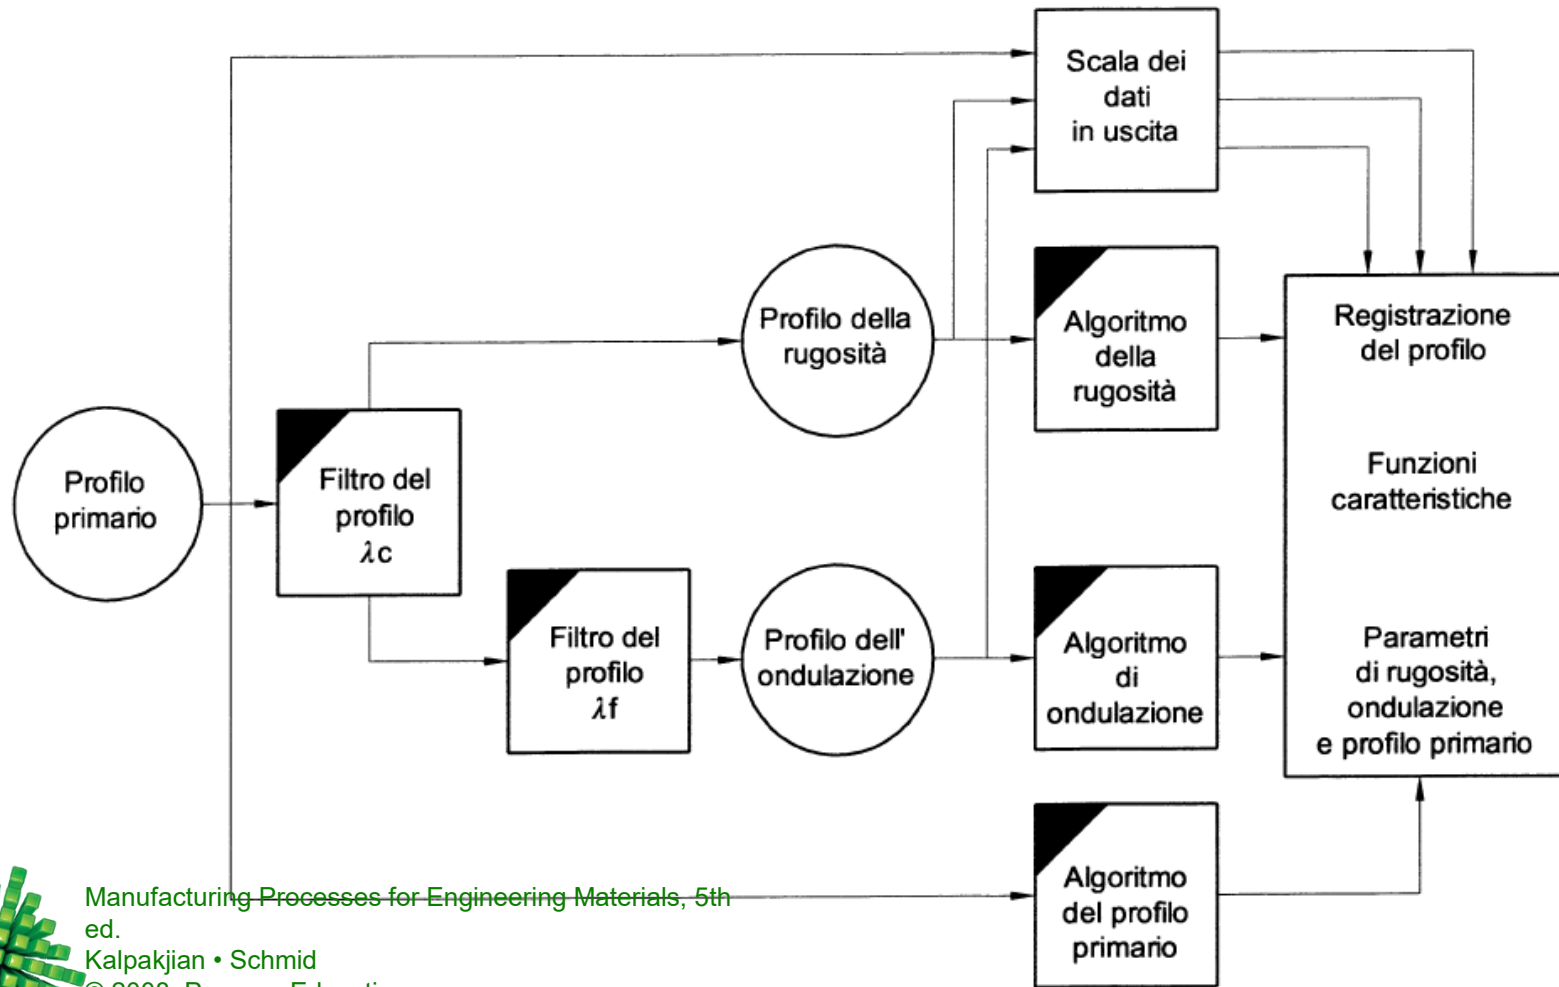 Scala dei
dati
in uscita
Profilo della
rugosità
Algoritmo
della
rugosità
Registrazione
del profilo
Funzioni
caratteristiche
Parametri
di rugosità,
ondulazione
e profilo primario
Profilo
primario
Filtro del
profilo
λc
Filtro del
profilo
λf
Profilo dell'
ondulazione
Algoritmo
di
ondulazione
Algoritmo
del profilo
primario
Manufacturing Processes for Engineering Materials, 5th
ed.
Kalpakjian • Schmid